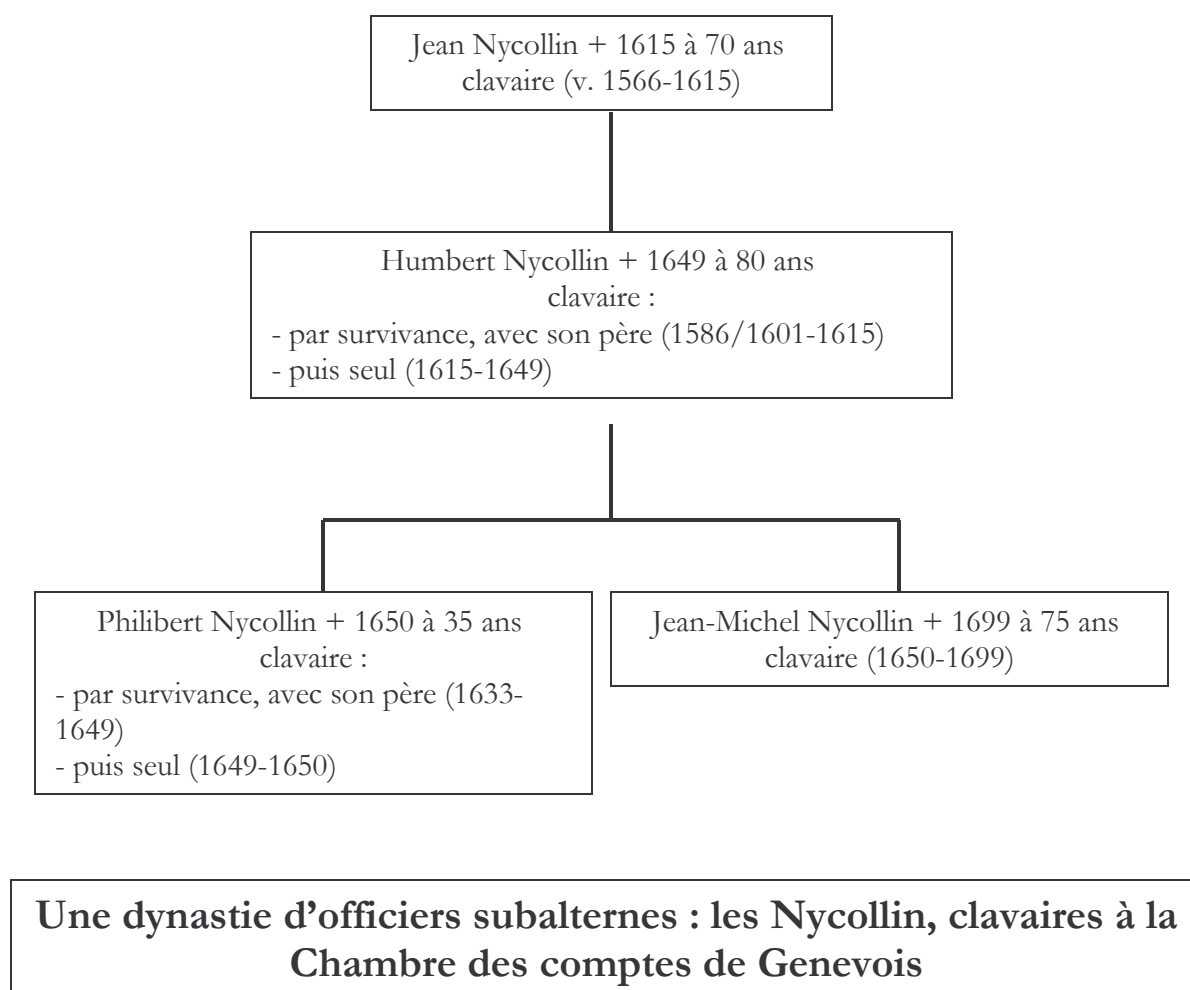 Jean Nycollin + 1615 à 70 ans
clavaire (v. 1566-1615)
Humbert Nycollin + 1649 à 80 ans
clavaire :
- par survivance, avec son père (1586/1601-1615)
- puis seul (1615-1649)
Philibert Nycollin + 1650 à 35 ans
clavaire :
- par survivance, avec son père (1633-
1649)
- puis seul (1649-1650)
Jean-Michel Nycollin + 1699 à 75 ans
clavaire (1650-1699)
Une dynastie d’officiers subalternes : les Nycollin, clavaires à la
Chambre des comptes de Genevois